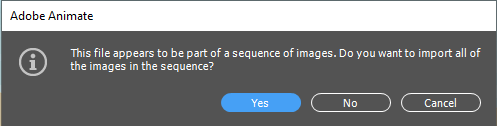 Adobe Animate
This file appears to be part of a sequence of images. Do you want to import all of
the images in the sequence?
Yes
No
Cancel